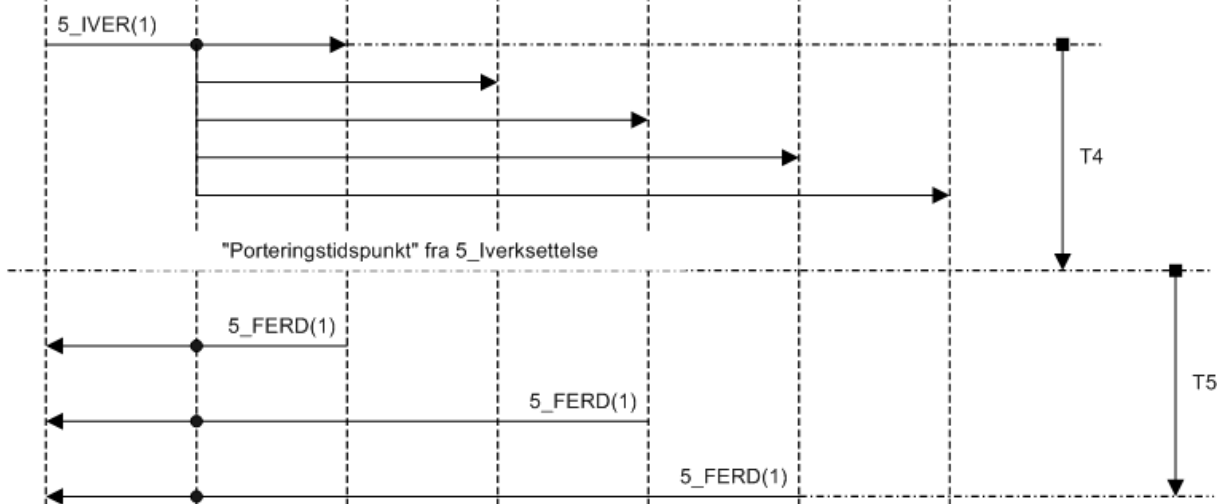 5_IVER(1)
T4
"Porteringstidspunkt" fra 5_Iverksettelse
5_FERD(1)
T5
5_FERD(1)
5_FERD(1)